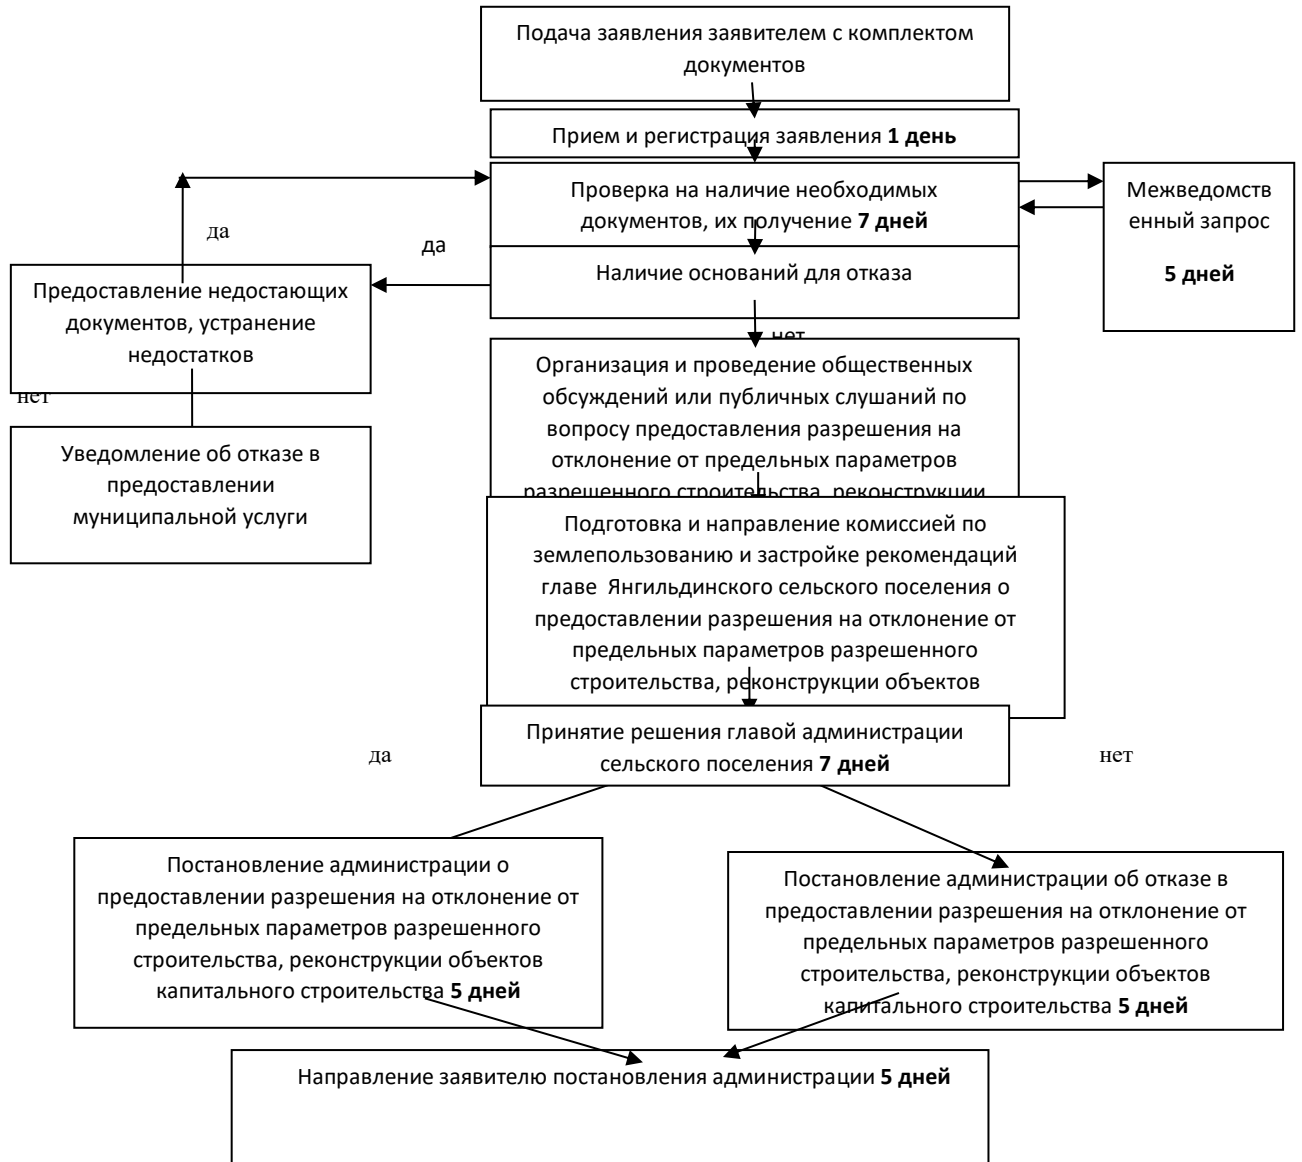 Подача заявления заявителем с комплектом
документов
Прием и регистрация заявления 1 день
Проверка на наличие необходимых
документов, их получение 7 дней
Межведомств
енный запрос
5 дней
да
да
Наличие оснований для отказа
Предоставление недостающих
документов, устранение
недостатков
нет
нет
Уведомление об отказе в
предоставлении
муниципальной услуги
Организация и проведение общественных
обсуждений или публичных слушаний по
вопросу предоставления разрешения на
отклонение от предельных параметров
разрешенного строительства, реконструкции
Подготовка и направление комиссией по
землепользованию и застройке рекомендаций
главе Янгильдинского сельского поселения о
предоставлении разрешения на отклонение от
предельных параметров разрешенного
строительства, реконструкции объектов
Принятие решения главой администрации
сельского поселения 7 дней
да
нет
Постановление администрации о
предоставлении разрешения на отклонение от
предельных параметров разрешенного
строительства, реконструкции объектов
капитального строительства 5 дней
Постановление администрации об отказе в
предоставлении разрешения на отклонение от
предельных параметров разрешенного
строительства, реконструкции объектов
капитального строительства 5 дней
Направление заявителю постановления администрации 5 дней